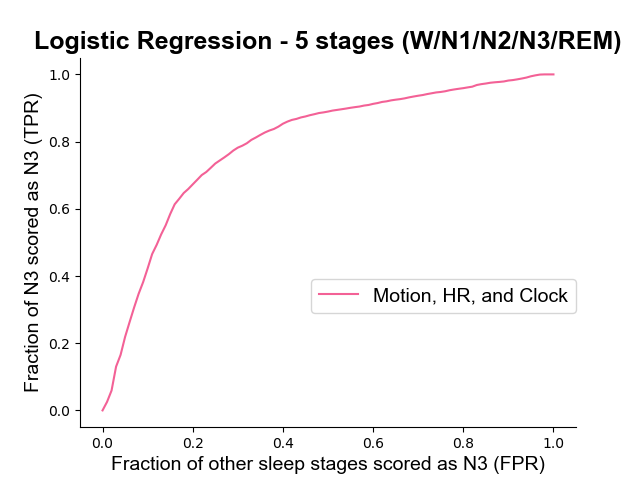 Logistic Regression - 5 stages (W/N1/N2/N3/REM)
Fraction of N3 scored as N3 (TPR)
1.0
0.8
0.6
0.4
0.2
0.0
Motion, HR, and Clock
0.0 0.2 0.4 0.6 0.8 1.0
Fraction of other sleep stages scored as N3 (FPR)